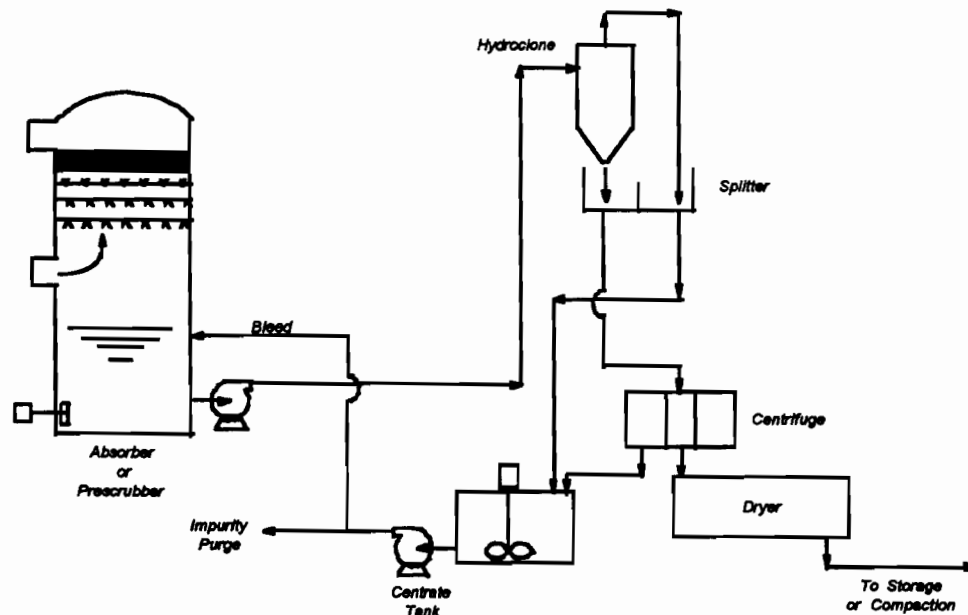 Hydroclone
Splitter
Bleed
Centrifuge
Absorber
or
Prescrubber
Dryer
Impurity
Purge
Centrate
Tank
To Storage
or Compaction